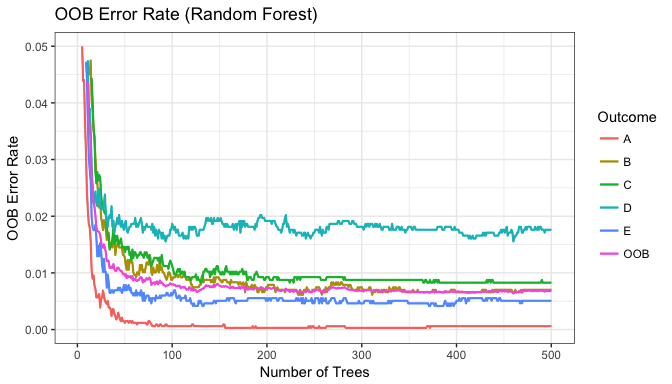 OOB Error Rate (Random Forest)
0.05
0.04
0.03
0.02
0.01
0.00
OOB Error Rate
0 100 200 300 400 500
Number of Trees
Outcome
A
B
C
D
E
OOB